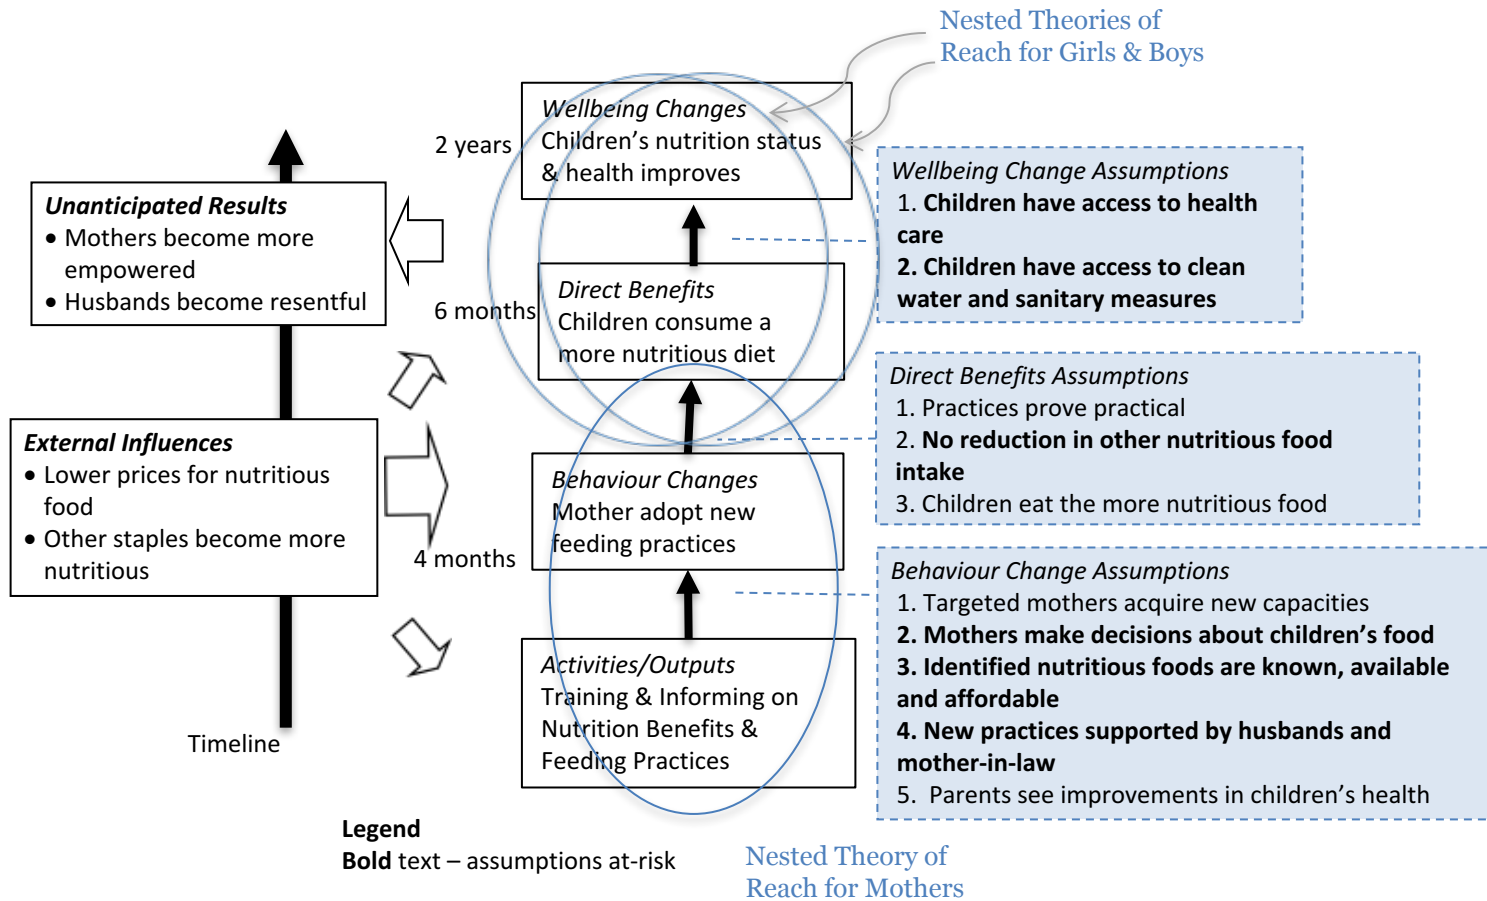 Nested Theories of
Reach for Girls & Boys
Wellbeing Changes
Children’s nutrition status
& health improves
2 years
Wellbeing Change Assumptions
1. Children have access to health
care
2. Children have access to clean
water and sanitary measures
Unanticipated Results
• Mothers become more
empowered
• Husbands become resentful
6 months
Direct Benefits
Children consume a
more nutritious diet
Direct Benefits Assumptions
1. Practices prove practical
2. No reduction in other nutritious food
intake
3. Children eat the more nutritious food
External Influences
• Lower prices for nutritious
food
• Other staples become more
nutritious
Behaviour Changes
Mother adopt new
feeding practices
4 months
Behaviour Change Assumptions
1. Targeted mothers acquire new capacities
2. Mothers make decisions about children’s food
3. Identified nutritious foods are known, available
and affordable
4. New practices supported by husbands and
mother-in-law
5. Parents see improvements in children’s health
Activities/Outputs
Training & Informing on
Nutrition Benefits &
Feeding Practices
Timeline
Legend
Bold text – assumptions at-risk
Nested Theory of
Reach for Mothers